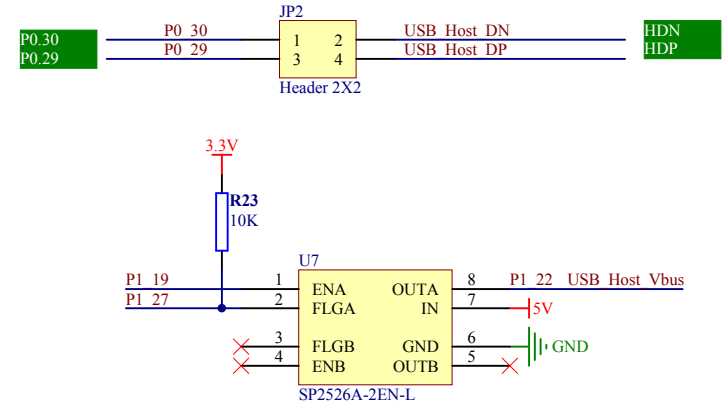 JP2
P0.30 P0_30 1 2 USB_Host_DN HDN
P0.29 P0_29 3 4 USB_Host_DP HDP
Header 2X2
3.3V
R23
10K
U7
P1_19 1 ENA OUTA 8 P1_22 USB_Host_Vbus
P1_27 2 FLGA IN 7 5V
3 FLGB GND 6 GND
4 ENB OUTB 5
SP2526A-2EN-L